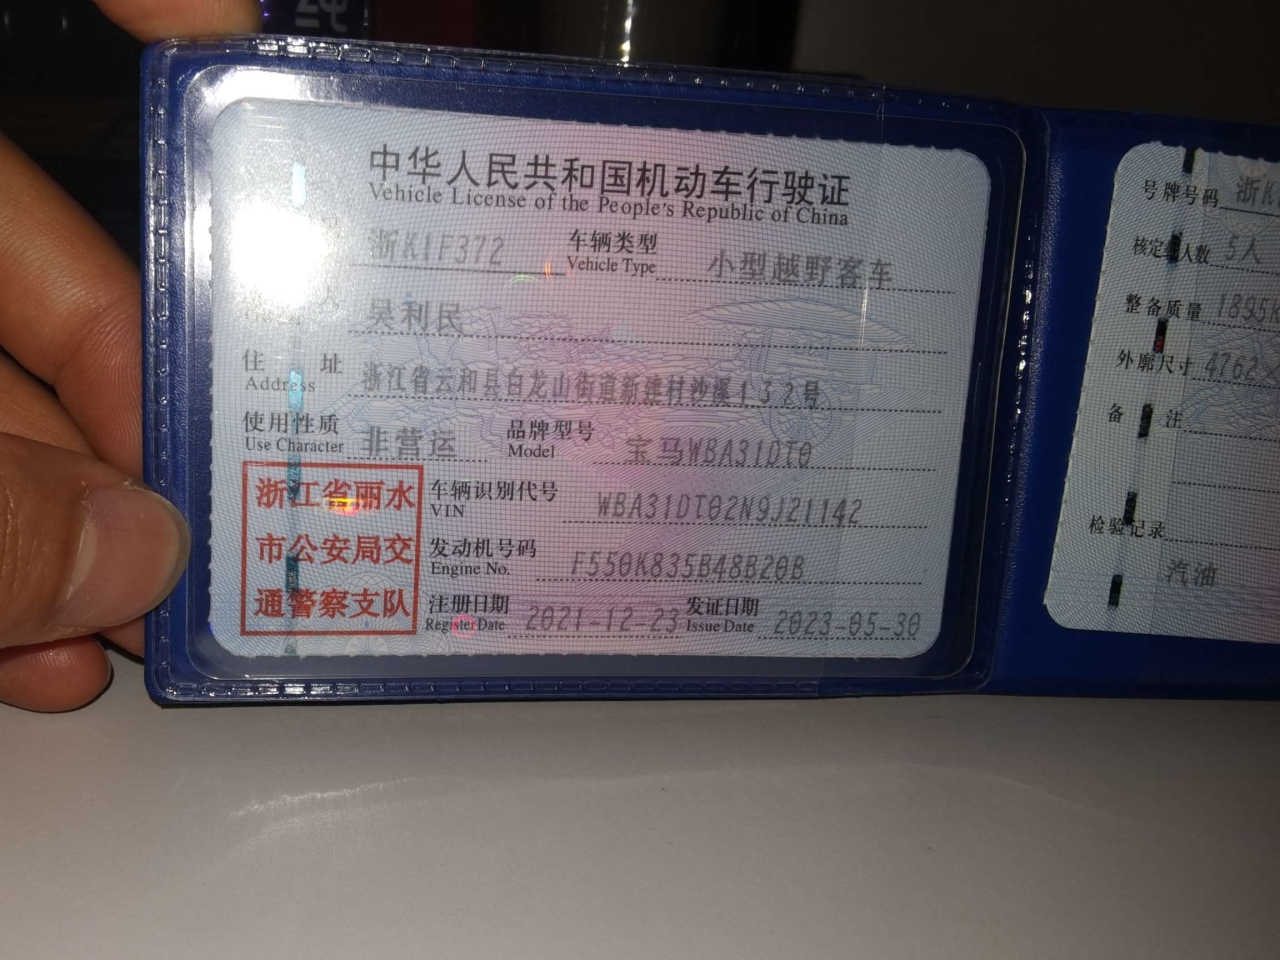 中华人民共和国机动车行驶证
Vehicle License of the People's Republic of China
浙K1F372 车辆类型 Vehicle Type 小型越野客车
吴利民
住址 Address 浙江省云和县白龙山街道新建村沙溪132号
使用性质 Use Character 非营运 品牌型号 Model 宝马WBA31DT0
浙江省丽水
市公安局交
通警察支队
车辆识别代号 VIN WBA31DT02N9J21142
发动机号码 Engine No. F550K835B48B20B
注册日期 Register Date 2021-12-23 发证日期 Issue Date 2023-05-30
号牌号码 浙K
核定人数 5人
整备质量 1895
外廓尺寸 4762
备注
检验记录
汽油